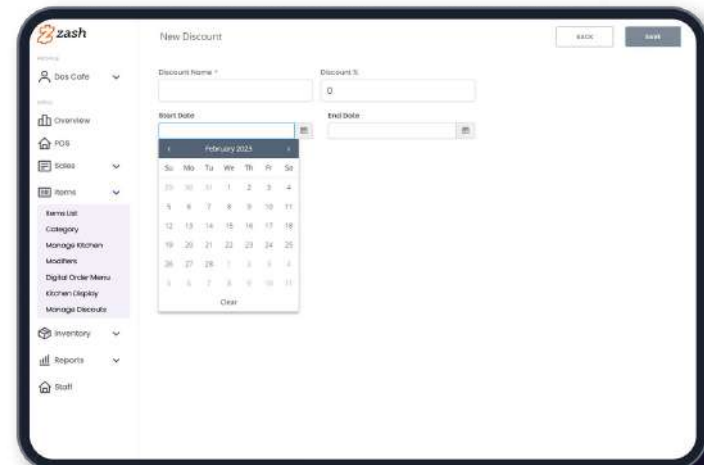 zash
New Discount
BACK
SAVE
Dos Cafe
Discount Name *
Discount %
0
Overview
Start Date
End Date
POS
February 2023
Sales
Su Mo Tu We Th Fr Sa
Items
29 30 31 1 2 3 4
Items List
5 6 7 8 9 10 11
Category
12 13 14 15 16 17 18
Manage Kitchen
19 20 21 22 23 24 25
Modifiers
Digital Order Menu
26 27 28 1 2 3 4
Kitchen Display
5 6 7 8 9 10 11
Manage Discouts
Clear
Inventory
Reports
Staff